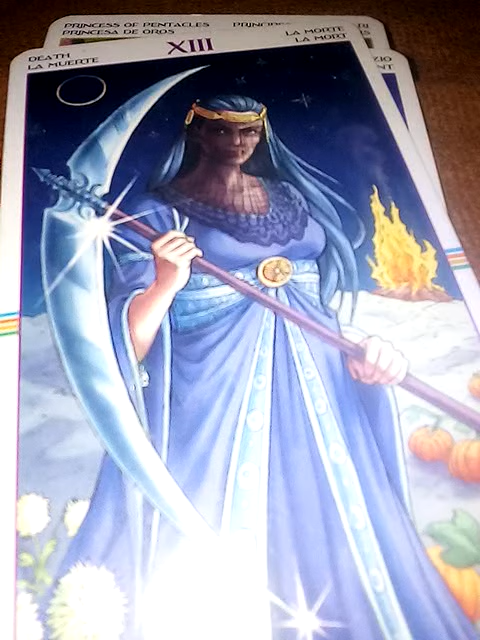 PRINCESS OF PENTACLES
PRINCESA DE OROS
XIII
DEATH
LA MUERTE
LA MORTE
LA MORT